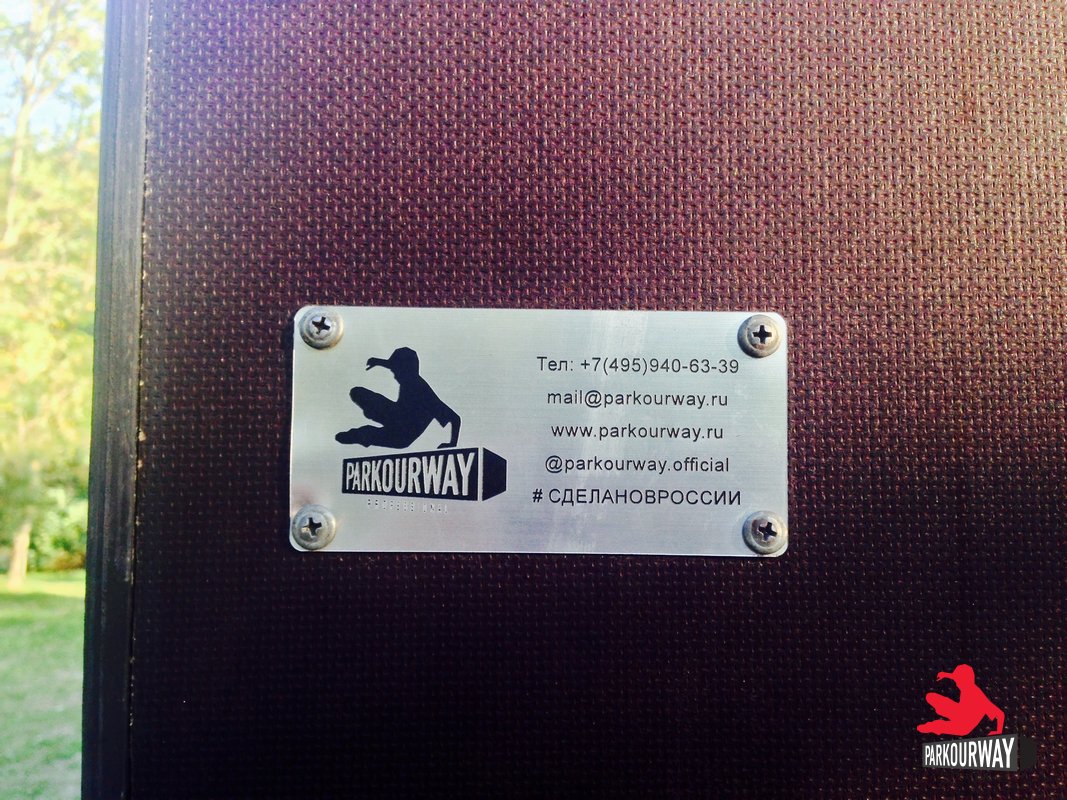 Тел: +7(495)940-63-39
mail@parkourway.ru
www.parkourway.ru
@parkourway.official
# СДЕЛАНОВРОССИИ
PARKOURWAY
PARKOURWAY